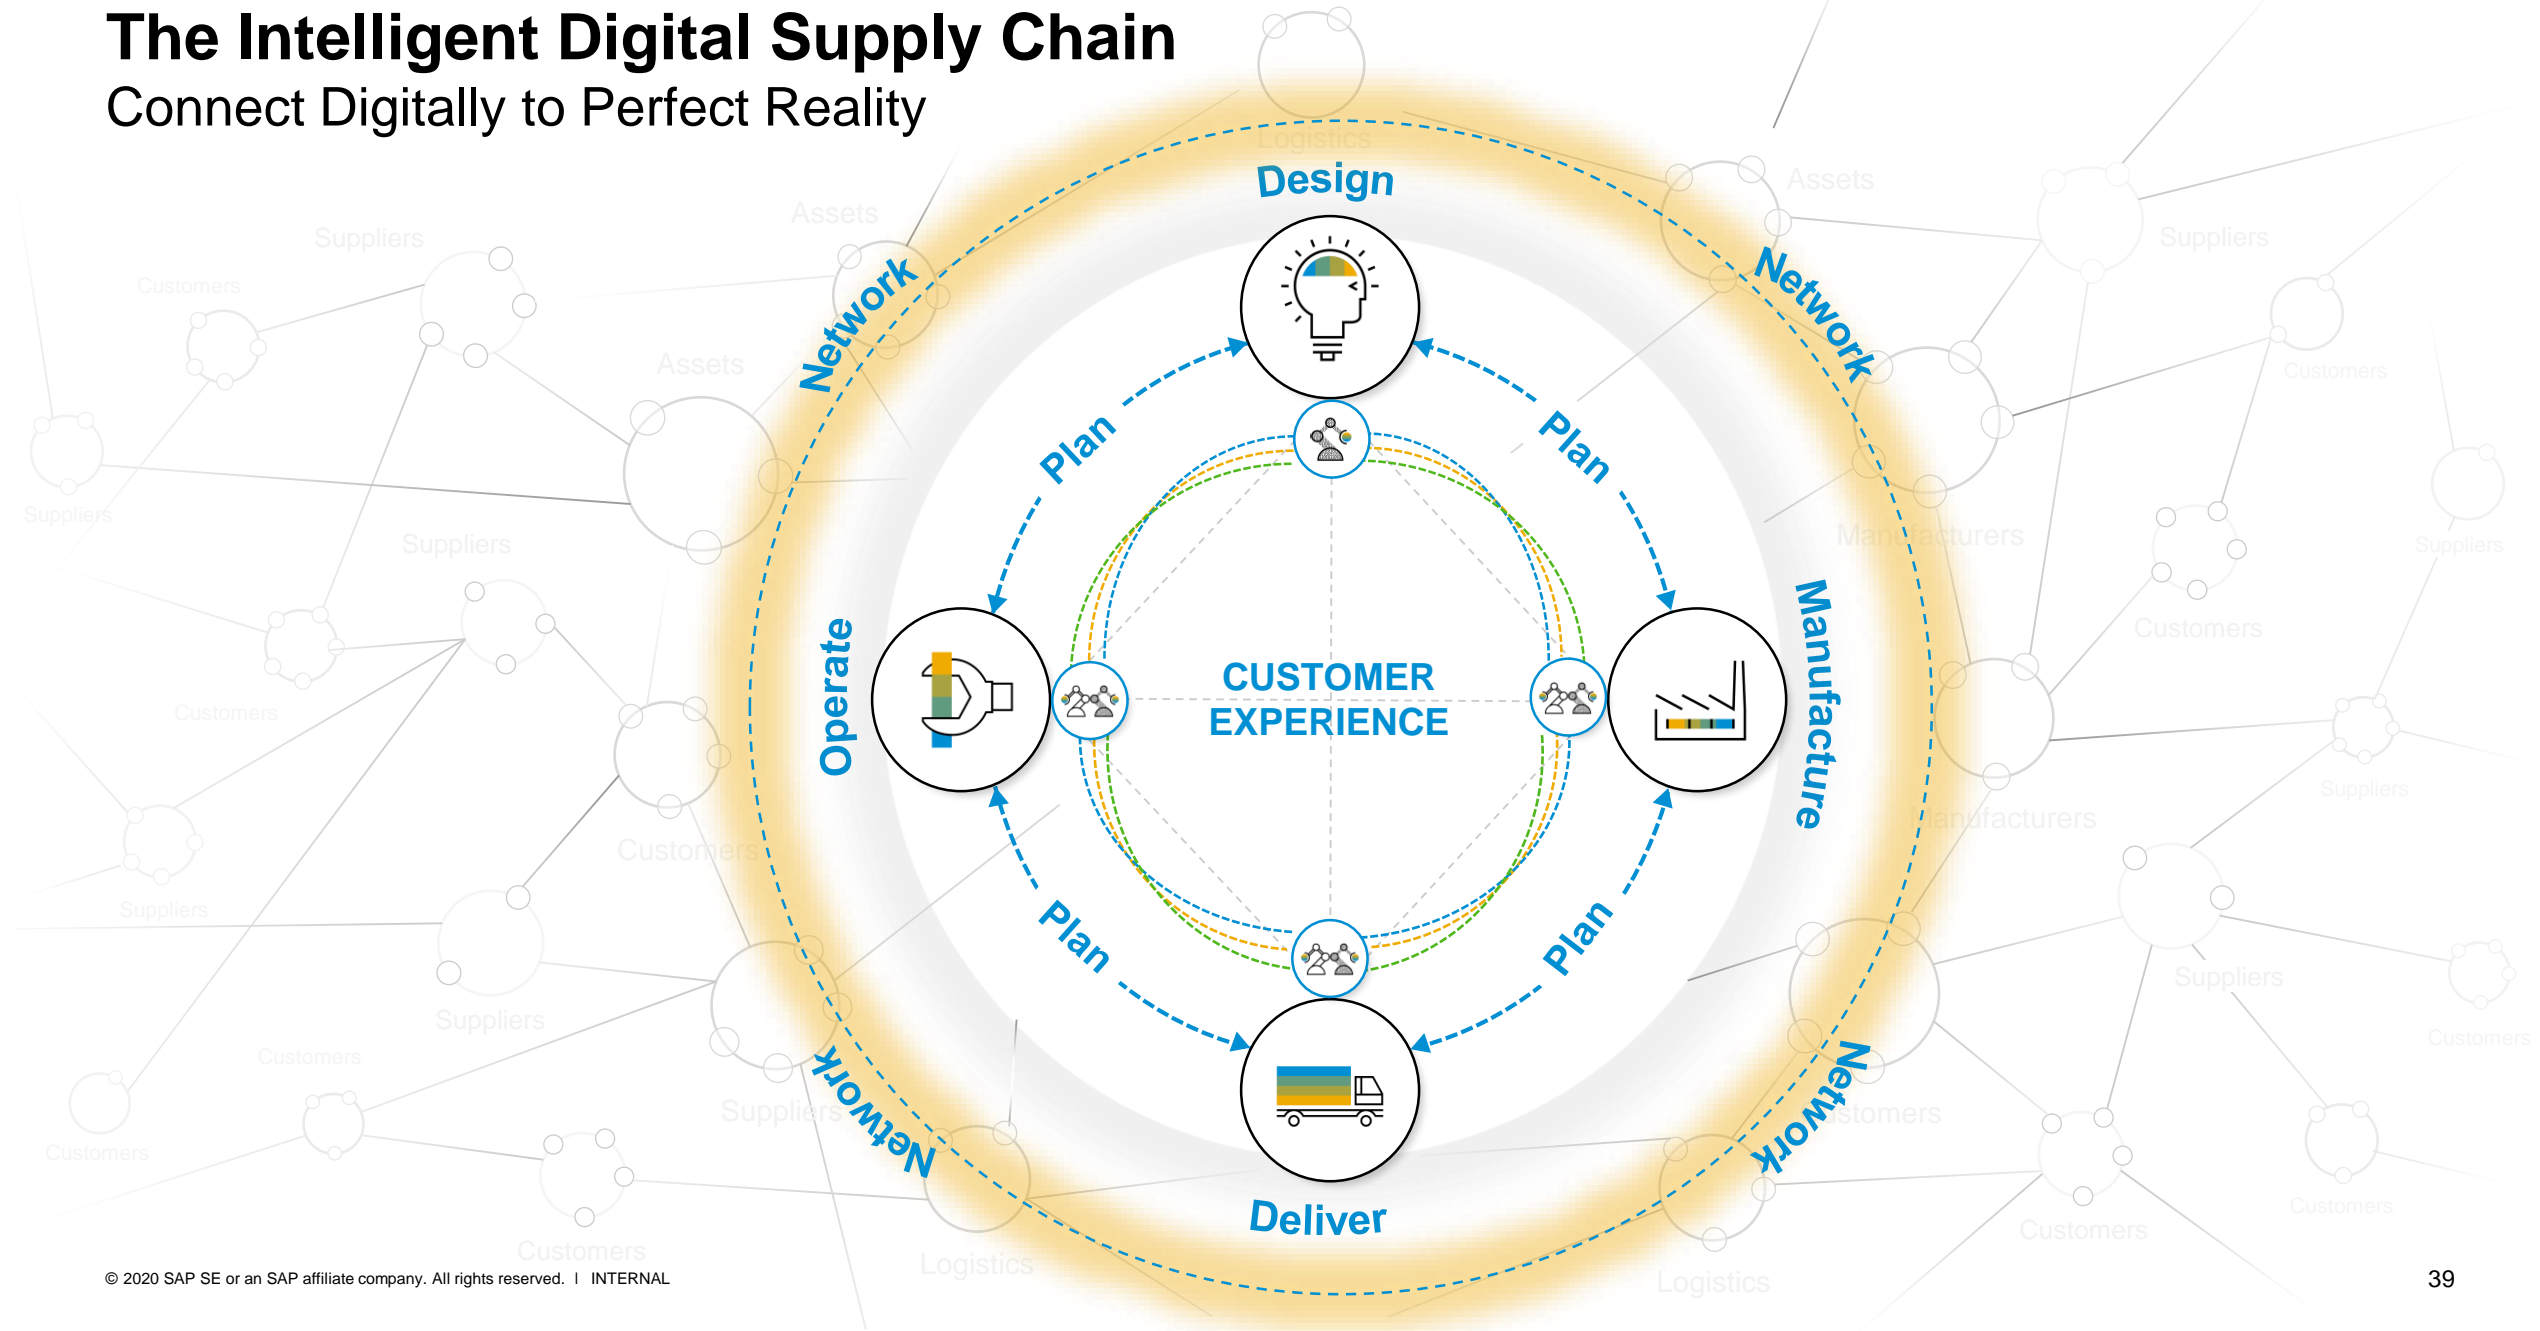 The Intelligent Digital Supply Chain
Connect Digitally to Perfect Reality
Logistics
Design
Assets
Assets
Suppliers
Suppliers
Customers
Network
Network
Assets
Customers
Plan
Plan
Suppliers
Suppliers
Manufacturers
Suppliers
Customers
Operate
CUSTOMER
EXPERIENCE
Manufacture
Customers
Suppliers
Customers
Manufacturers
Suppliers
Plan
Plan
Suppliers
Suppliers
Customers
Customers
Network
Network
Suppliers
stomers
Customers
Customers
Deliver
Customers
Customers
Logistics
Logistics
© 2020 SAP SE or an SAP affiliate company. All rights reserved. ǀ INTERNAL
39